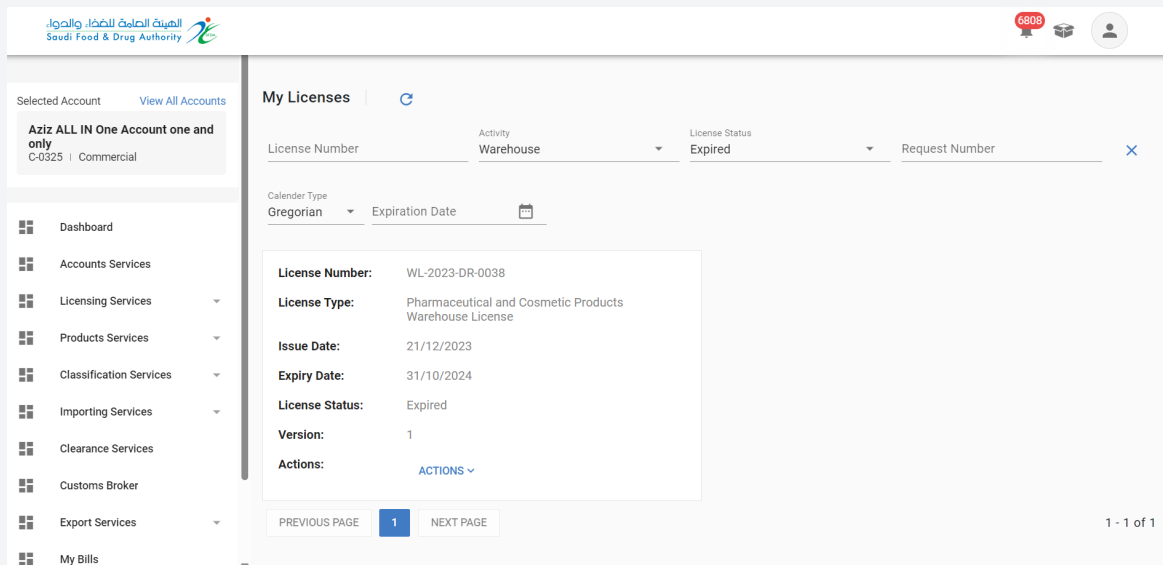 الهيئة العامة للغذاء والدواء
Saudi Food & Drug Authority
6808
Selected Account
View All Accounts
Aziz ALL IN One Account one and
only
C-0325 | Commercial
Dashboard
Accounts Services
Licensing Services
Products Services
Classification Services
Importing Services
Clearance Services
Customs Broker
Export Services
My Bills
My Licenses
License Number
Activity
Warehouse
License Status
Expired
Request Number
Calender Type
Gregorian
Expiration Date
License Number: WL-2023-DR-0038
License Type: Pharmaceutical and Cosmetic Products
Warehouse License
Issue Date: 21/12/2023
Expiry Date: 31/10/2024
License Status: Expired
Version: 1
Actions: ACTIONS
PREVIOUS PAGE 1 NEXT PAGE
1 - 1 of 1